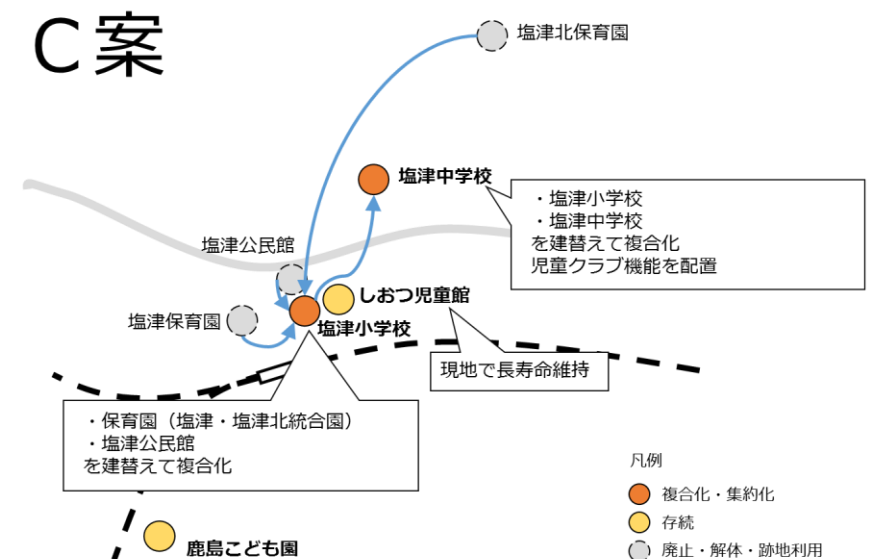 C案
塩津北保育園
塩津中学校
・塩津小学校
・塩津中学校
を建替えて複合化
児童クラブ機能を配置
塩津公民館
しおつ児童館
塩津保育園
塩津小学校
現地で長寿命維持
・保育園（塩津・塩津北統合園）
・塩津公民館
を建替えて複合化
凡例
複合化・集約化
存続
廃止・解体・跡地利用
鹿島こども園